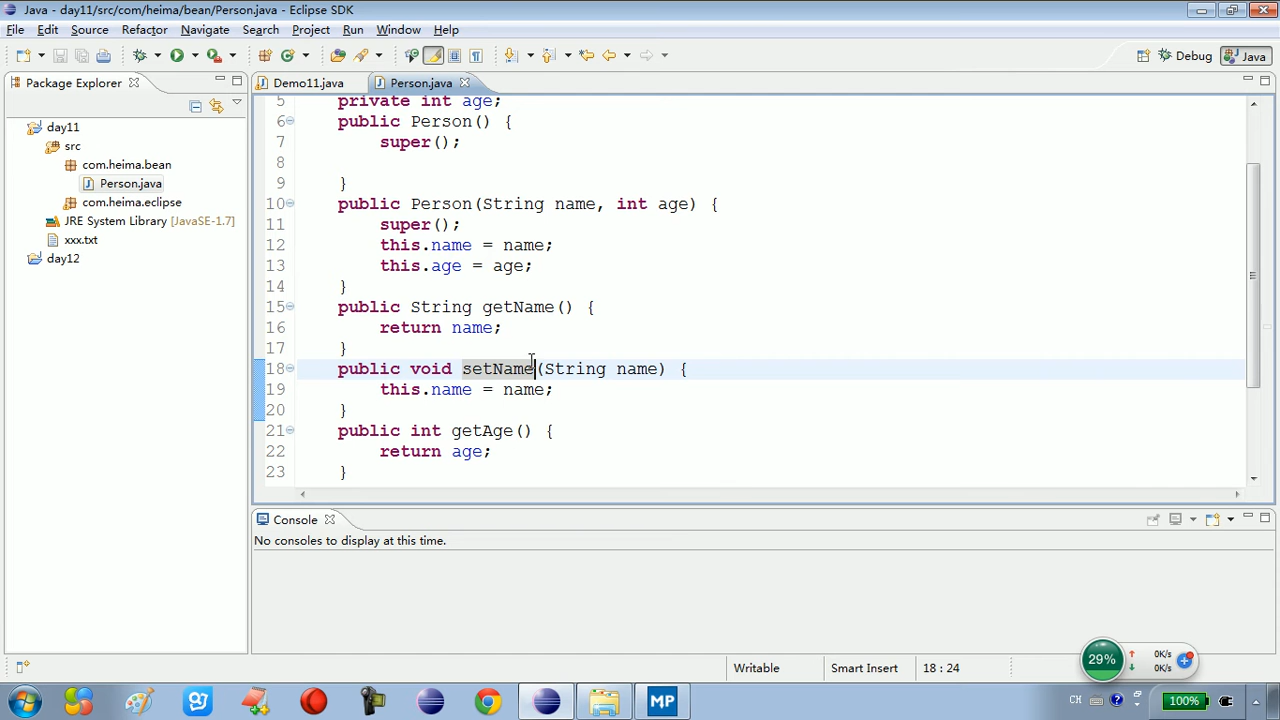 Java - day11/src/com/heima/bean/Person.java - Eclipse SDK
File Edit Source Refactor Navigate Search Project Run Window Help
Debug Java
Package Explorer
day11
src
com.heima.bean
Person.java
com.heima.eclipse
JRE System Library [JavaSE-1.7]
xxx.txt
day12
Demo11.java Person.java
5 private int age;
6 public Person() {
7 super();
8
9 }
10 public Person(String name, int age) {
11 super();
12 this.name = name;
13 this.age = age;
14 }
15 public String getName() {
16 return name;
17 }
18 public void setName(String name) {
19 this.name = name;
20 }
21 public int getAge() {
22 return age;
23 }
Console
No consoles to display at this time.
Writable Smart Insert 18 : 24
29% 0K/s
0K/s
MP CH 100%